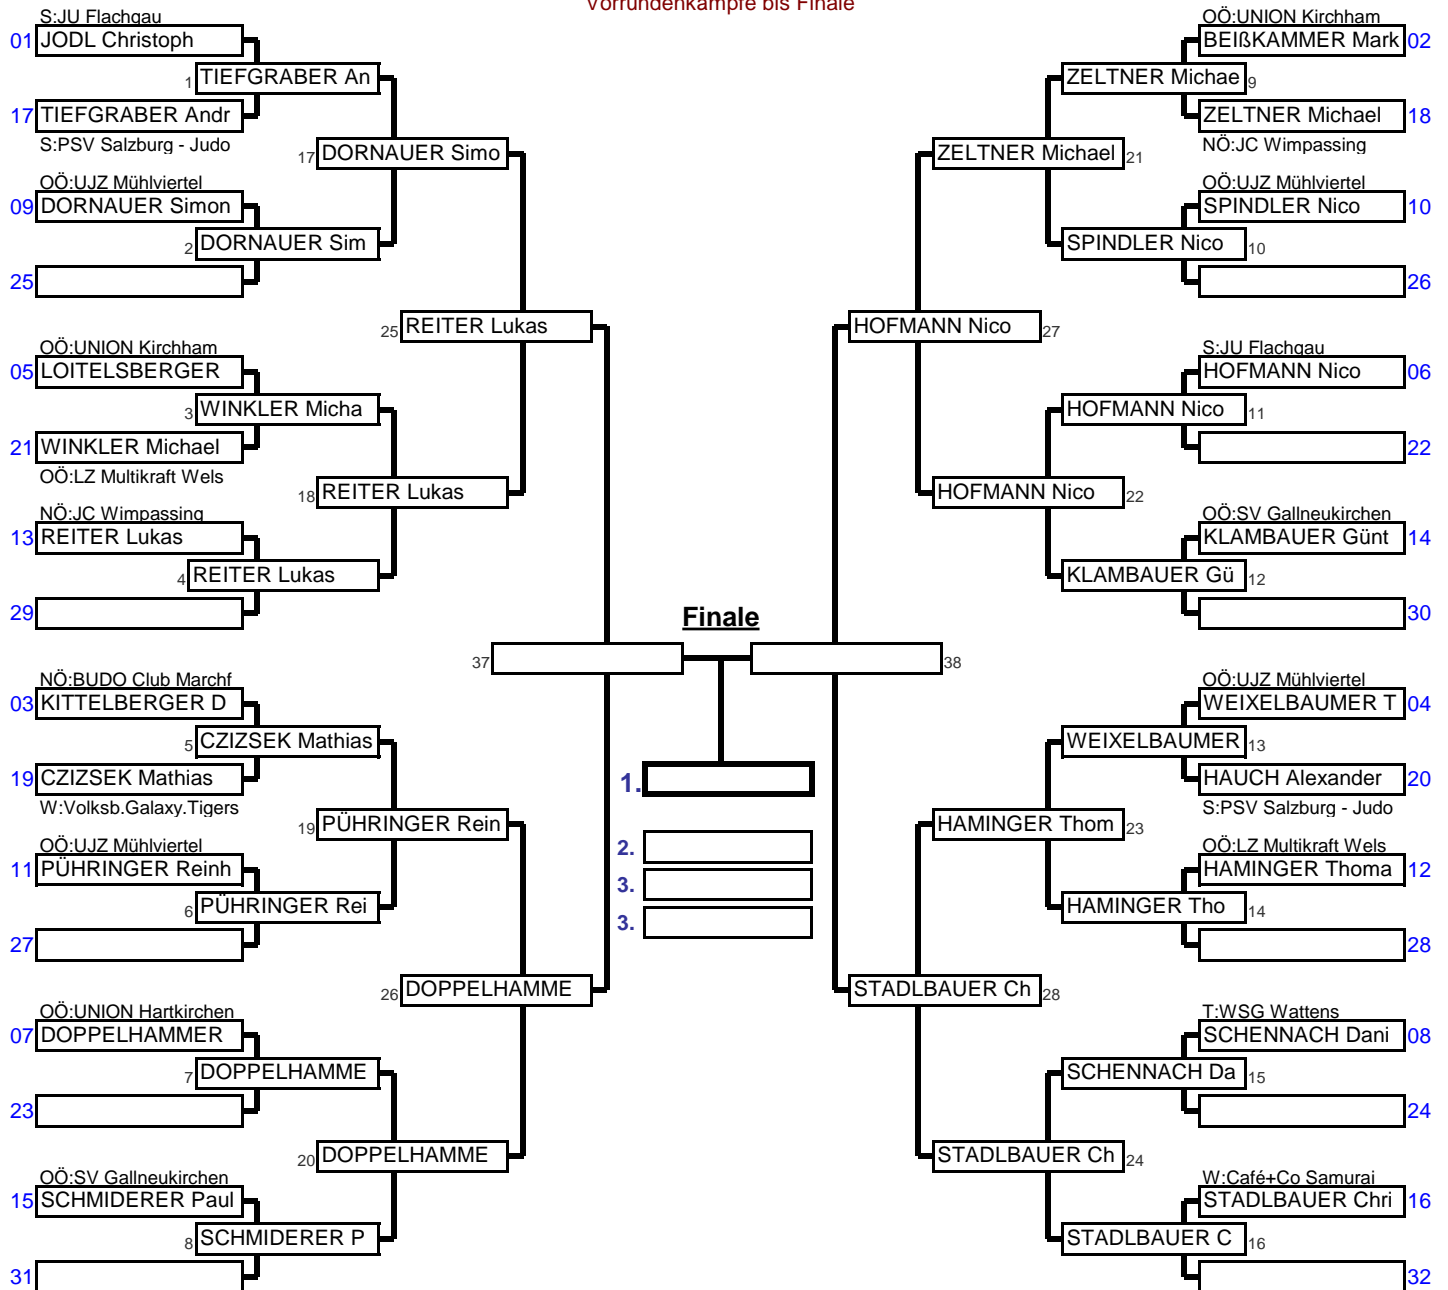 Vorrundenkämpfe bis Finale
S:JU Flachgau
01 JODL Christoph
1 TIEFGRABER An
17 TIEFGRABER Andr
S:PSV Salzburg - Judo
17 DORNAUER Simo
OÖ:UJZ Mühlviertel
09 DORNAUER Simon
2 DORNAUER Sim
25
25 REITER Lukas
OÖ:UNION Kirchham
05 LOITELSBERGER
3 WINKLER Micha
21 WINKLER Michael
OÖ:LZ Multikraft Wels
18 REITER Lukas
NÖ:JC Wimpassing
13 REITER Lukas
4 REITER Lukas
29
37
NÖ:BUDO Club Marchf
03 KITTELBERGER D
5 CZIZSEK Mathias
19 CZIZSEK Mathias
W:Volksb.Galaxy.Tigers
19 PÜHRINGER Rein
OÖ:UJZ Mühlviertel
11 PÜHRINGER Reinh
6 PÜHRINGER Rei
27
26 DOPPELHAMME
OÖ:UNION Hartkirchen
07 DOPPELHAMMER
7 DOPPELHAMME
23
20 DOPPELHAMME
OÖ:SV Gallneukirchen
15 SCHMIDERER Paul
8 SCHMIDERER P
31
Finale
1.
2.
3.
3.
OÖ:UNION Kirchham
BEIßKAMMER Mark 02
ZELTNER Michae 9
ZELTNER Michael 18
NÖ:JC Wimpassing
ZELTNER Michael 21
OÖ:UJZ Mühlviertel
SPINDLER Nico 10
SPINDLER Nico 10
26
HOFMANN Nico 27
S:JU Flachgau
HOFMANN Nico 06
HOFMANN Nico 11
22
HOFMANN Nico 22
OÖ:SV Gallneukirchen
KLAMBAUER Günt 14
KLAMBAUER Gü 12
30
38
OÖ:UJZ Mühlviertel
WEIXELBAUMER T 04
WEIXELBAUMER 13
HAUCH Alexander 20
S:PSV Salzburg - Judo
HAMINGER Thom 23
OÖ:LZ Multikraft Wels
HAMINGER Thoma 12
HAMINGER Tho 14
28
STADLBAUER Ch 28
T:WSG Wattens
SCHENNACH Dani 08
SCHENNACH Da 15
24
STADLBAUER Ch 24
W:Café+Co Samurai
STADLBAUER Chri 16
STADLBAUER C 16
32